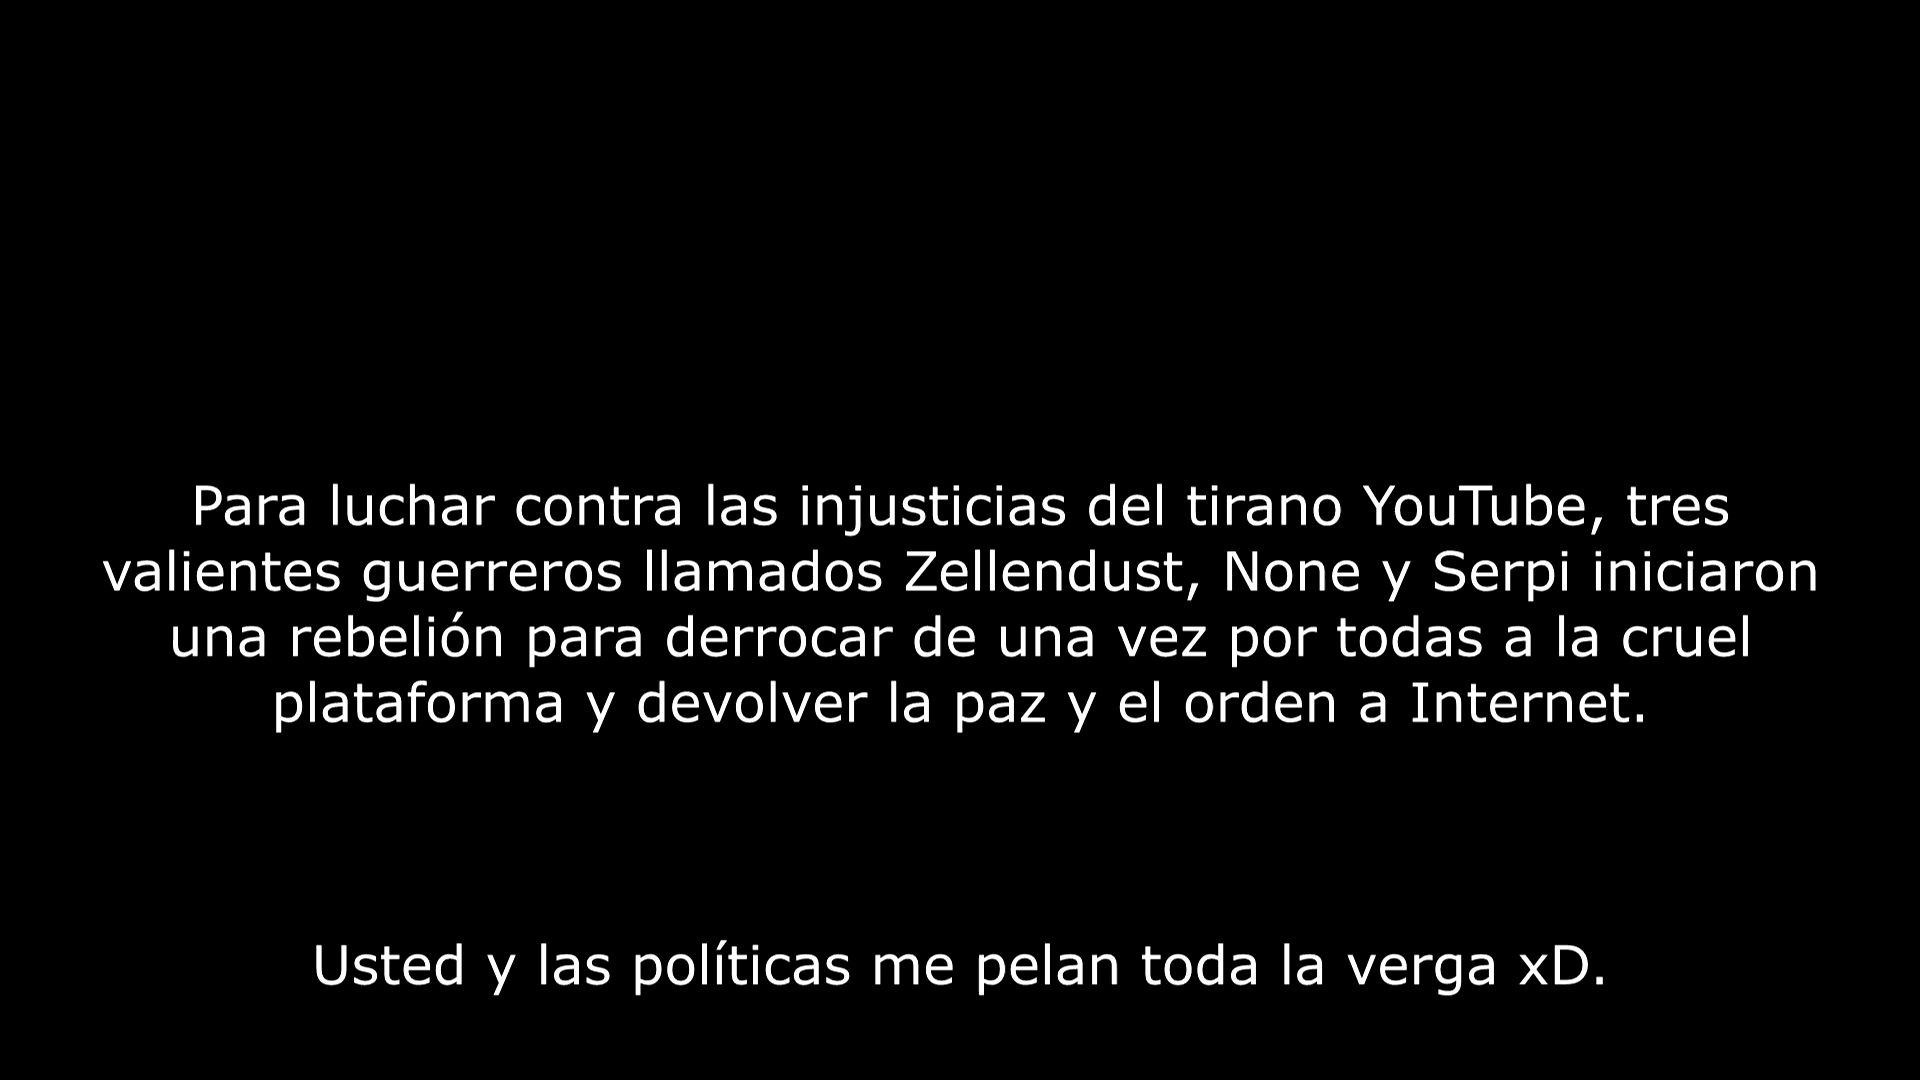 Para luchar contra las injusticias del tirano YouTube, tres
valientes guerreros llamados Zellendust, None y Serpi iniciaron
una rebelión para derrocar de una vez por todas a la cruel
plataforma y devolver la paz y el orden a Internet.
Usted y las políticas me pelan toda la verga xD.